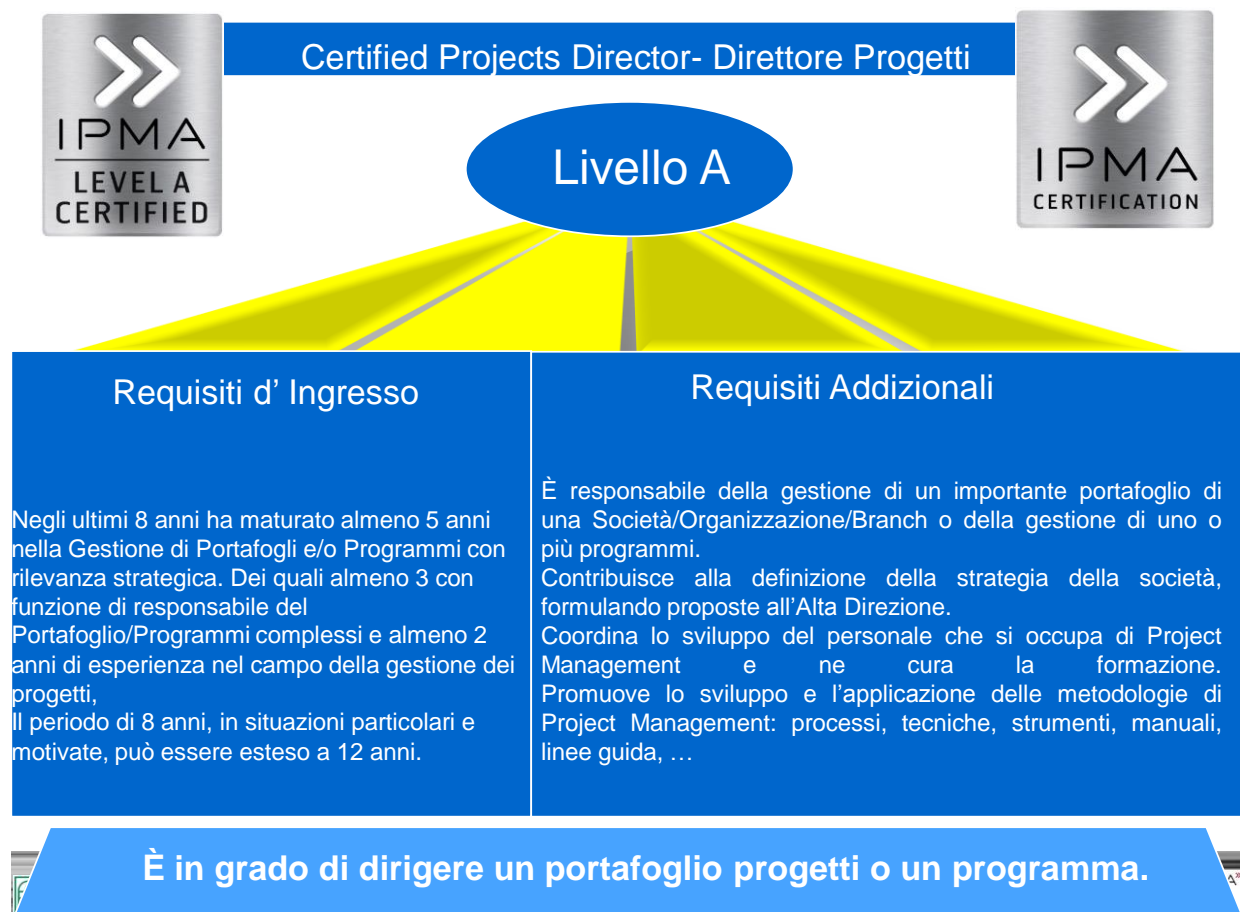 Certified Projects Director- Direttore Progetti
IPMA
LEVEL A
CERTIFIED
IPMA
CERTIFICATION
Livello A
Requisiti d’ Ingresso
Negli ultimi 8 anni ha maturato almeno 5 anni
nella Gestione di Portafogli e/o Programmi con
rilevanza strategica. Dei quali almeno 3 con
funzione di responsabile del
Portafoglio/Programmi complessi e almeno 2
anni di esperienza nel campo della gestione dei
progetti,
Il periodo di 8 anni, in situazioni particolari e
motivate, può essere esteso a 12 anni.
Requisiti Addizionali
È responsabile della gestione di un importante portafoglio di
una Società/Organizzazione/Branch o della gestione di uno o
più programmi.
Contribuisce alla definizione della strategia della società,
formulando proposte all’Alta Direzione.
Coordina lo sviluppo del personale che si occupa di Project
Management e ne cura la formazione.
Promuove lo sviluppo e l’applicazione delle metodologie di
Project Management: processi, tecniche, strumenti, manuali,
linee guida, …
È in grado di dirigere un portafoglio progetti o un programma.